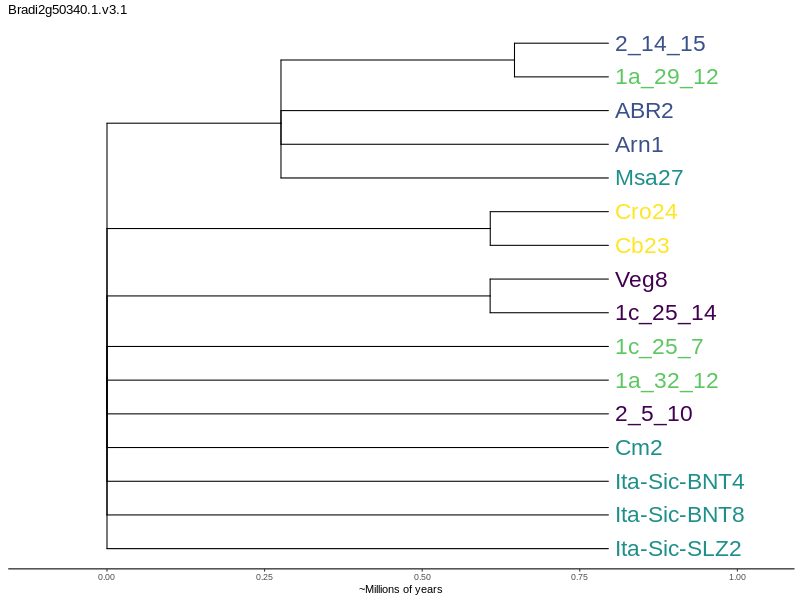 Bradi2g50340.1.v3.1
2_14_15
1a_29_12
ABR2
Arn1
Msa27
Cro24
Cb23
Veg8
1c_25_14
1c_25_7
1a_32_12
2_5_10
Cm2
Ita-Sic-BNT4
Ita-Sic-BNT8
Ita-Sic-SLZ2
0.00 0.25 0.50 0.75 1.00
~Millions of years